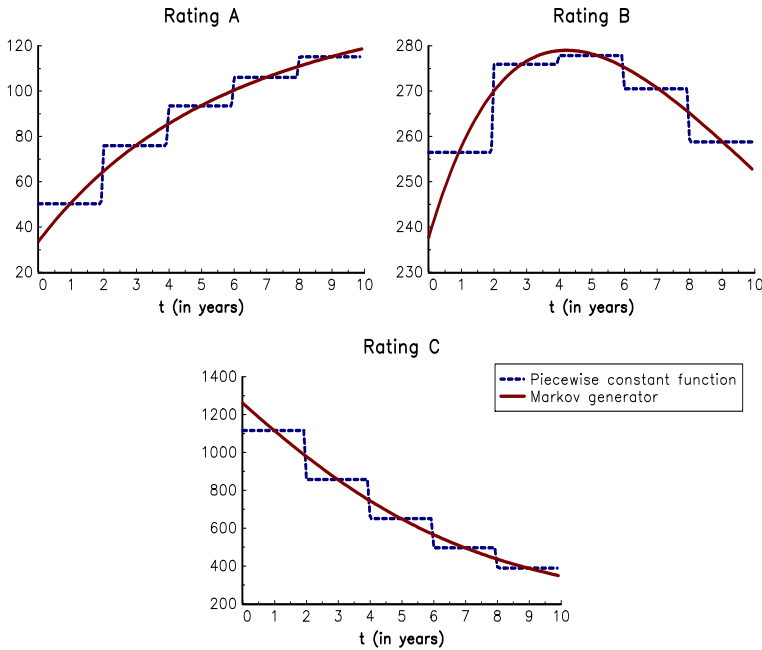 Rating A
120
100
80
60
40
20
0 1 2 3 4 5 6 7 8 9 10
t (in years)
Rating B
280
270
260
250
240
230
0 1 2 3 4 5 6 7 8 9 10
t (in years)
Rating C
1400
1200
1000
800
600
400
200
0 1 2 3 4 5 6 7 8 9 10
t (in years)
Piecewise constant function
Markov generator